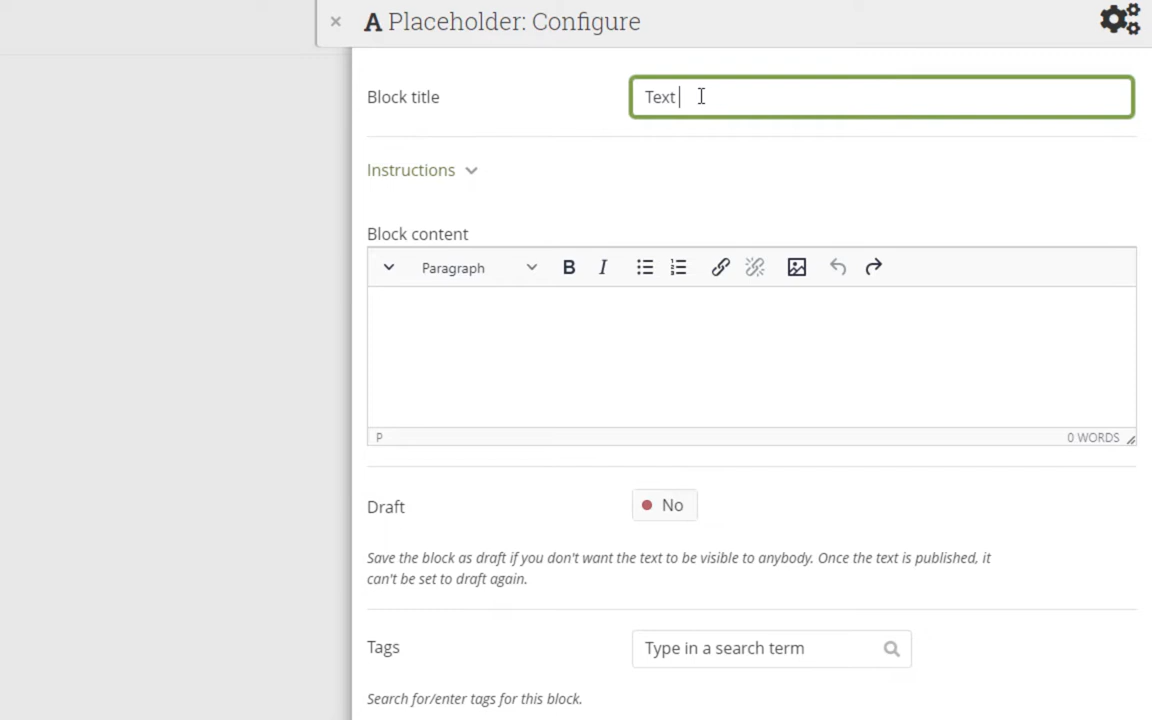 × A Placeholder: Configure
Block title
Text
Instructions
Block content
Paragraph
B I
P
0 WORDS
Draft
No
Save the block as draft if you don't want the text to be visible to anybody. Once the text is published, it
can't be set to draft again.
Tags
Type in a search term
Search for/enter tags for this block.